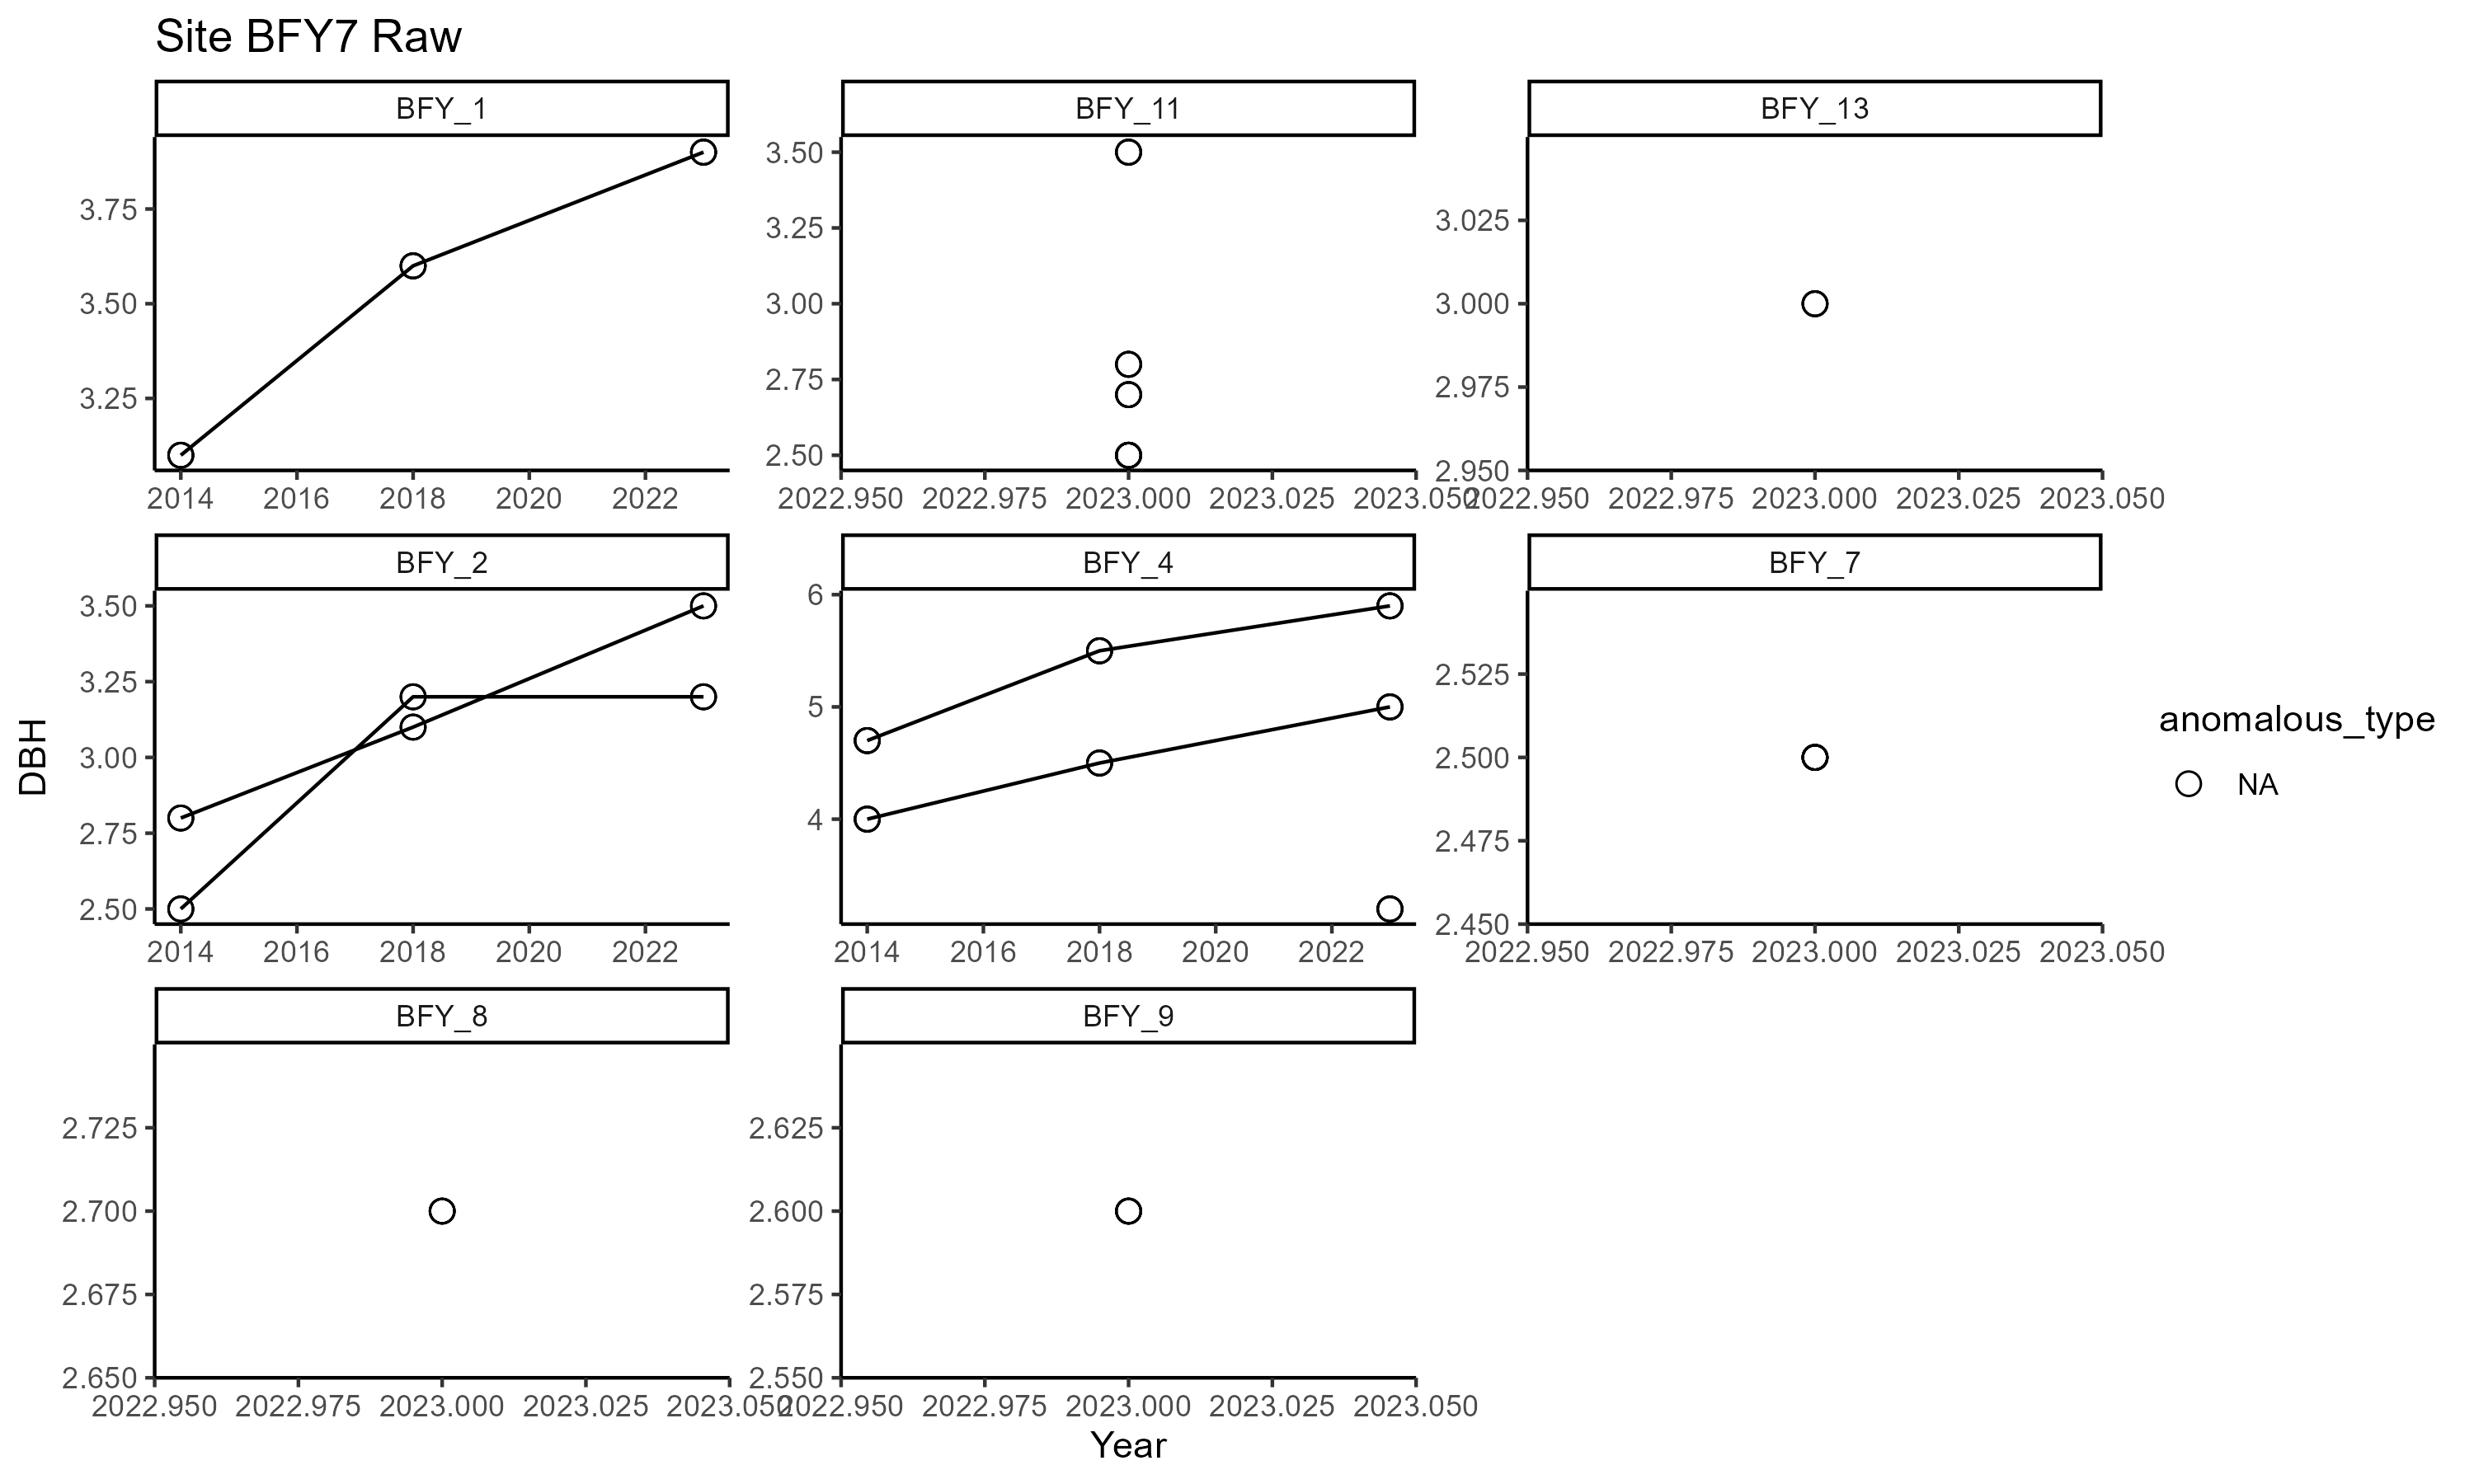 Site BFY7 Raw
BFY_1
BFY_11
BFY_13
3.75
3.50
3.25
3.50
3.25
3.00
2.75
2.50
3.025
3.000
2.975
2.950
2014 2016 2018 2020 2022
2022.950 2022.975 2023.000 2023.025 2023.050
2022.950 2022.975 2023.000 2023.025 2023.050
BFY_2
BFY_4
BFY_7
3.50
3.25
3.00
2.75
2.50
6
5
4
2.525
2.500
2.475
2.450
2014 2016 2018 2020 2022
2014 2016 2018 2020 2022
2022.950 2022.975 2023.000 2023.025 2023.050
DBH
anomalous_type
NA
BFY_8
BFY_9
2.725
2.700
2.675
2.650
2.625
2.600
2.575
2.550
2022.950 2022.975 2023.000 2023.025 2023.050
2022.950 2022.975 2023.000 2023.025 2023.050
Year